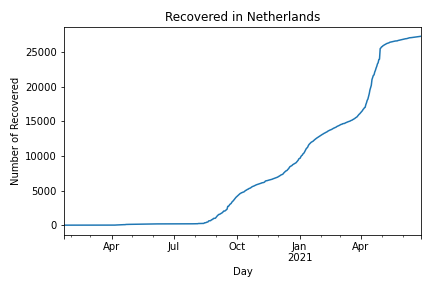 Recovered in Netherlands
Number of Recovered
25000
20000
15000
10000
5000
0
Apr
Jul
Oct
Jan
2021
Apr
Day